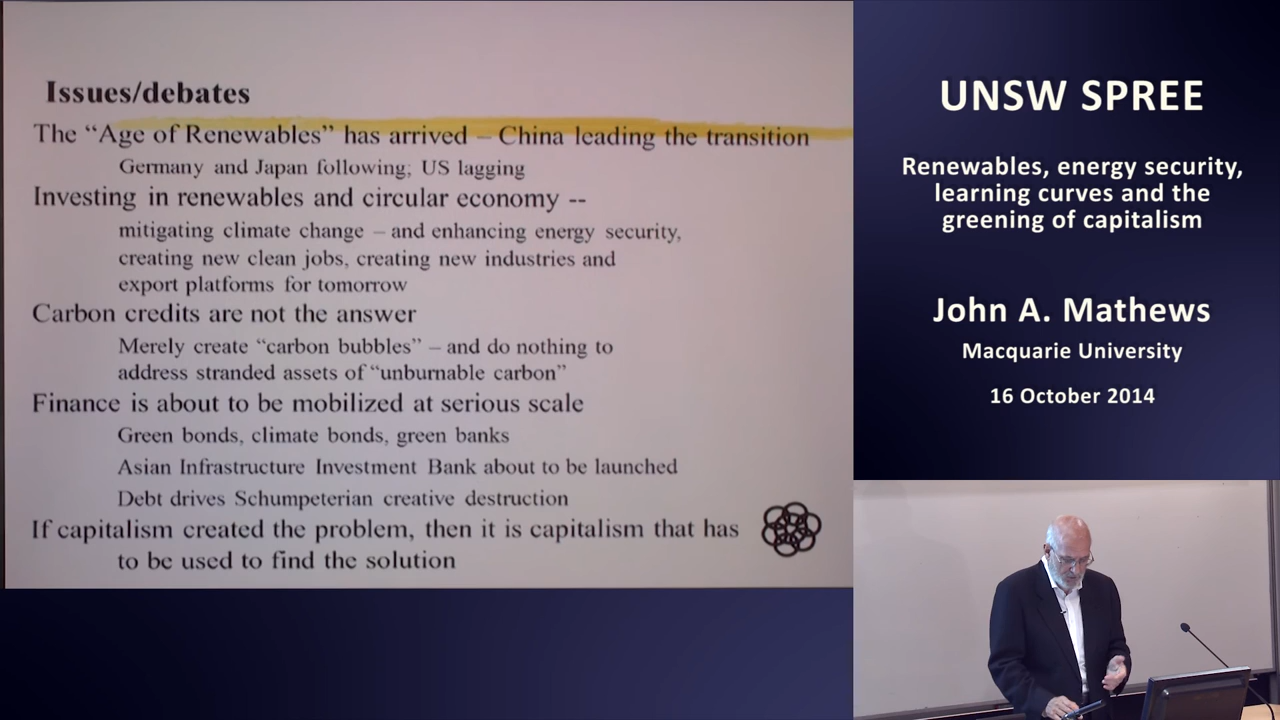 Issues/debates
The “Age of Renewables” has arrived – China leading the transition
Germany and Japan following; US lagging
Investing in renewables and circular economy --
mitigating climate change – and enhancing energy security,
creating new clean jobs, creating new industries and
export platforms for tomorrow
Carbon credits are not the answer
Merely create “carbon bubbles” – and do nothing to
address stranded assets of “unburnable carbon”
Finance is about to be mobilized at serious scale
Green bonds, climate bonds, green banks
Asian Infrastructure Investment Bank about to be launched
Debt drives Schumpeterian creative destruction
If capitalism created the problem, then it is capitalism that has
to be used to find the solution
UNSW SPREE
Renewables, energy security,
learning curves and the
greening of capitalism
John A. Mathews
Macquarie University
16 October 2014